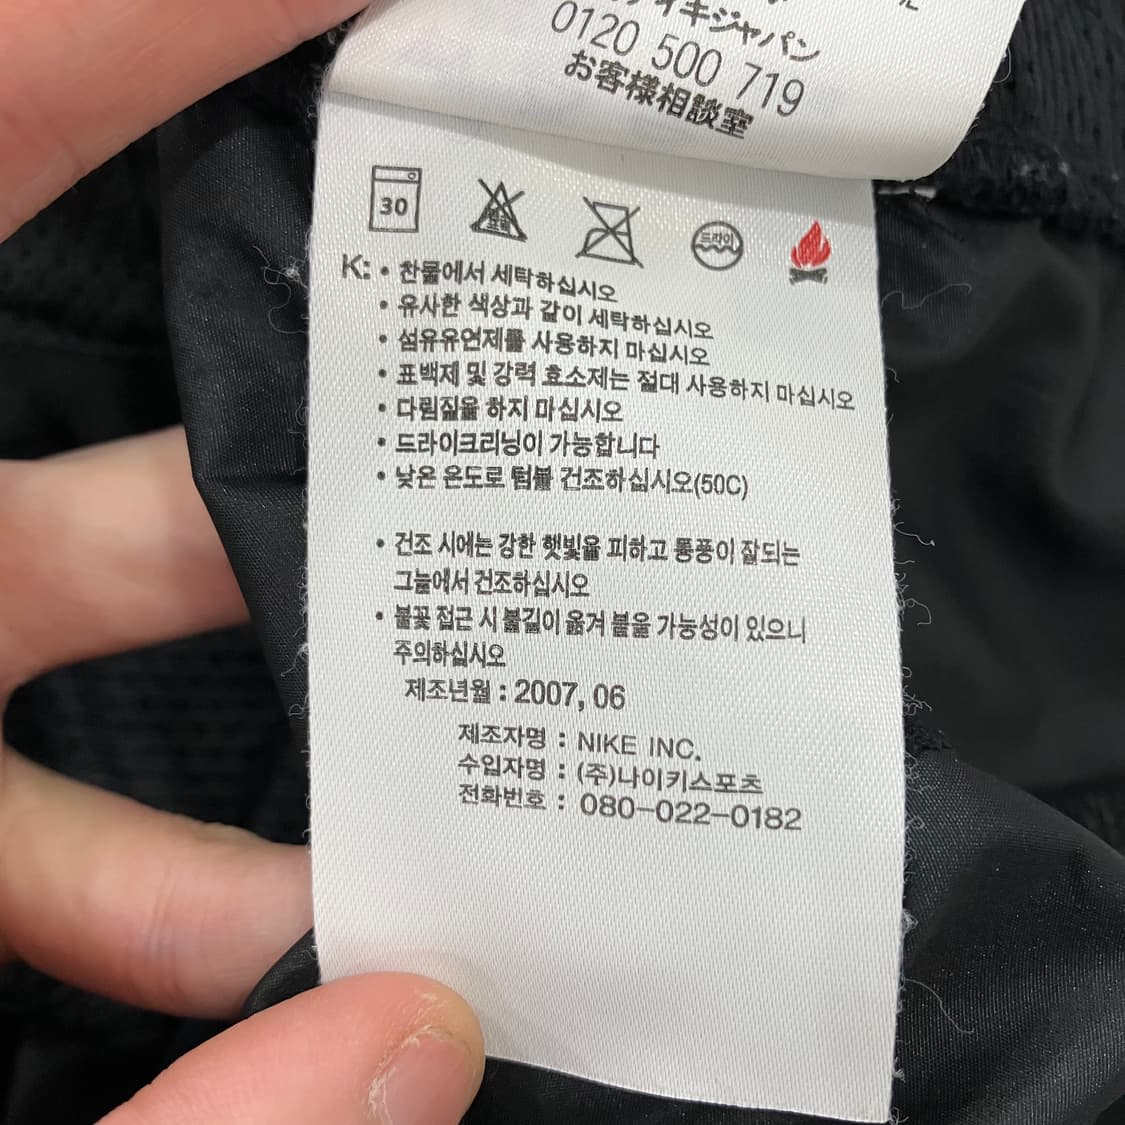 イキジャパン
0120 500 719
お客様相談室
30
드라이
K: • 찬물에서 세탁하십시오
• 유사한 색상과 같이 세탁하십시오
• 섬유유연제를 사용하지 마십시오
• 표백제 및 강력 효소제는 절대 사용하지 마십시오
• 다림질을 하지 마십시오
• 드라이크리닝이 가능합니다
• 낮은 온도로 텀블 건조하십시오(50C)
• 건조 시에는 강한 햇빛을 피하고 통풍이 잘되는
그늘에서 건조하십시오
• 불꽃 접근 시 불길이 옮겨 붙을 가능성이 있으니
주의하십시오
제조년월 : 2007, 06
제조자명 : NIKE INC.
수입자명 : (주)나이키스포츠
전화번호 : 080-022-0182